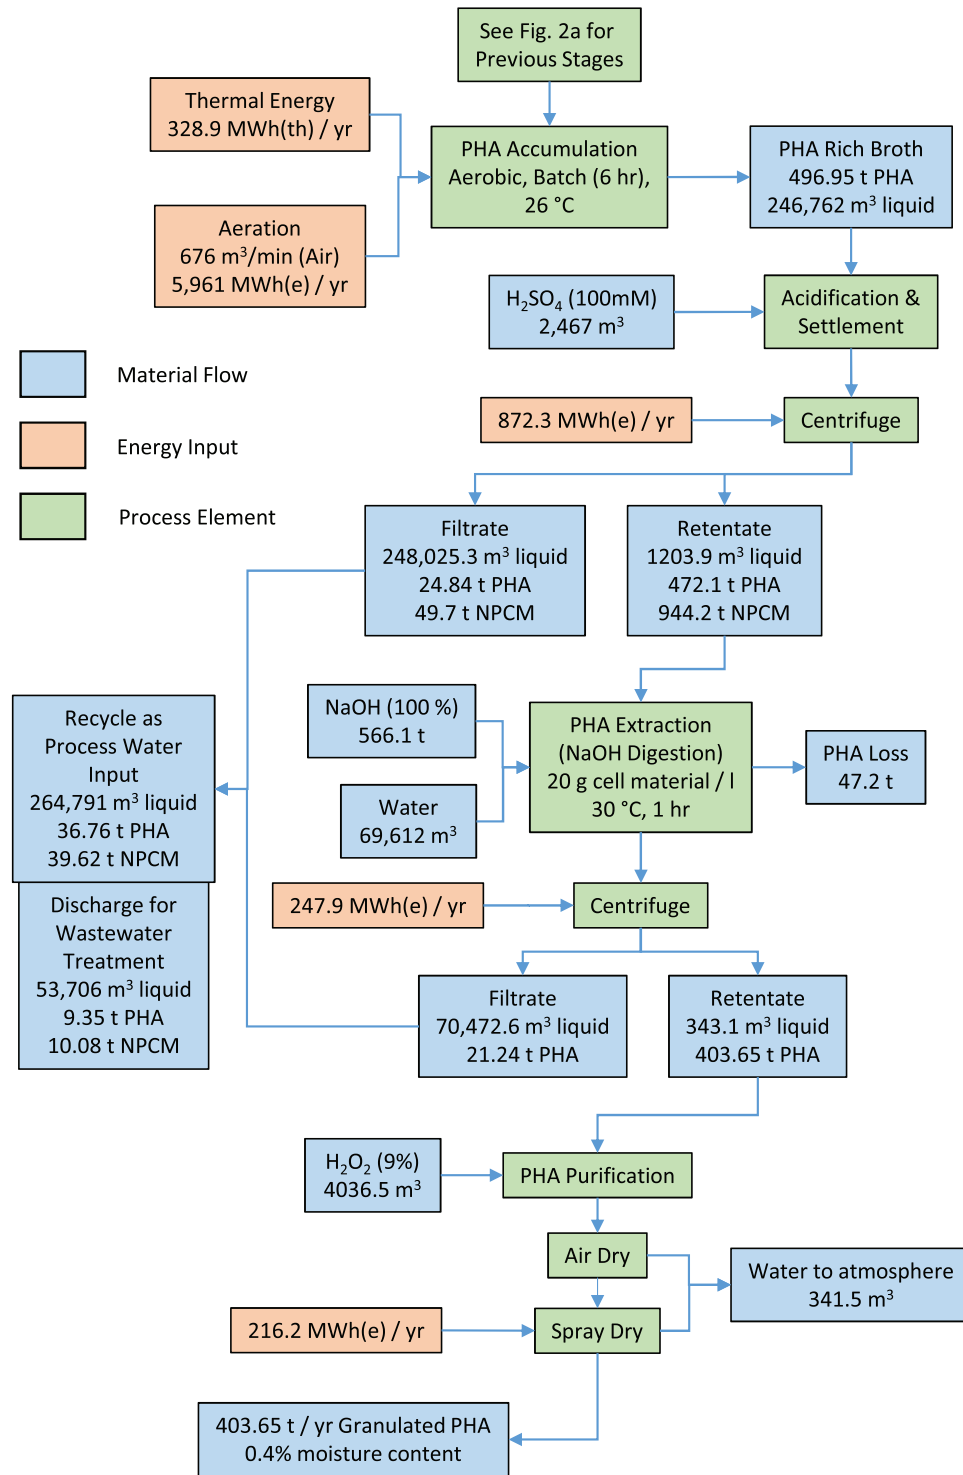 See Fig. 2a for
Previous Stages
Thermal Energy
328.9 MWh(th) / yr
PHA Accumulation
Aerobic, Batch (6 hr),
26 °C
PHA Rich Broth
496.95 t PHA
246,762 m³ liquid
Aeration
676 m³/min (Air)
5,961 MWh(e) / yr
H₂SO₄ (100mM)
2,467 m³
Acidification &
Settlement
Material Flow
Energy Input
Process Element
872.3 MWh(e) / yr
Centrifuge
Filtrate
248,025.3 m³ liquid
24.84 t PHA
49.7 t NPCM
Retentate
1203.9 m³ liquid
472.1 t PHA
944.2 t NPCM
NaOH (100 %)
566.1 t
Water
69,612 m³
PHA Extraction
(NaOH Digestion)
20 g cell material / l
30 °C, 1 hr
PHA Loss
47.2 t
Recycle as
Process Water
Input
264,791 m³ liquid
36.76 t PHA
39.62 t NPCM
Discharge for
Wastewater
Treatment
53,706 m³ liquid
9.35 t PHA
10.08 t NPCM
247.9 MWh(e) / yr
Centrifuge
Filtrate
70,472.6 m³ liquid
21.24 t PHA
Retentate
343.1 m³ liquid
403.65 t PHA
H₂O₂ (9%)
4036.5 m³
PHA Purification
Air Dry
Water to atmosphere
341.5 m³
216.2 MWh(e) / yr
Spray Dry
403.65 t / yr Granulated PHA
0.4% moisture content